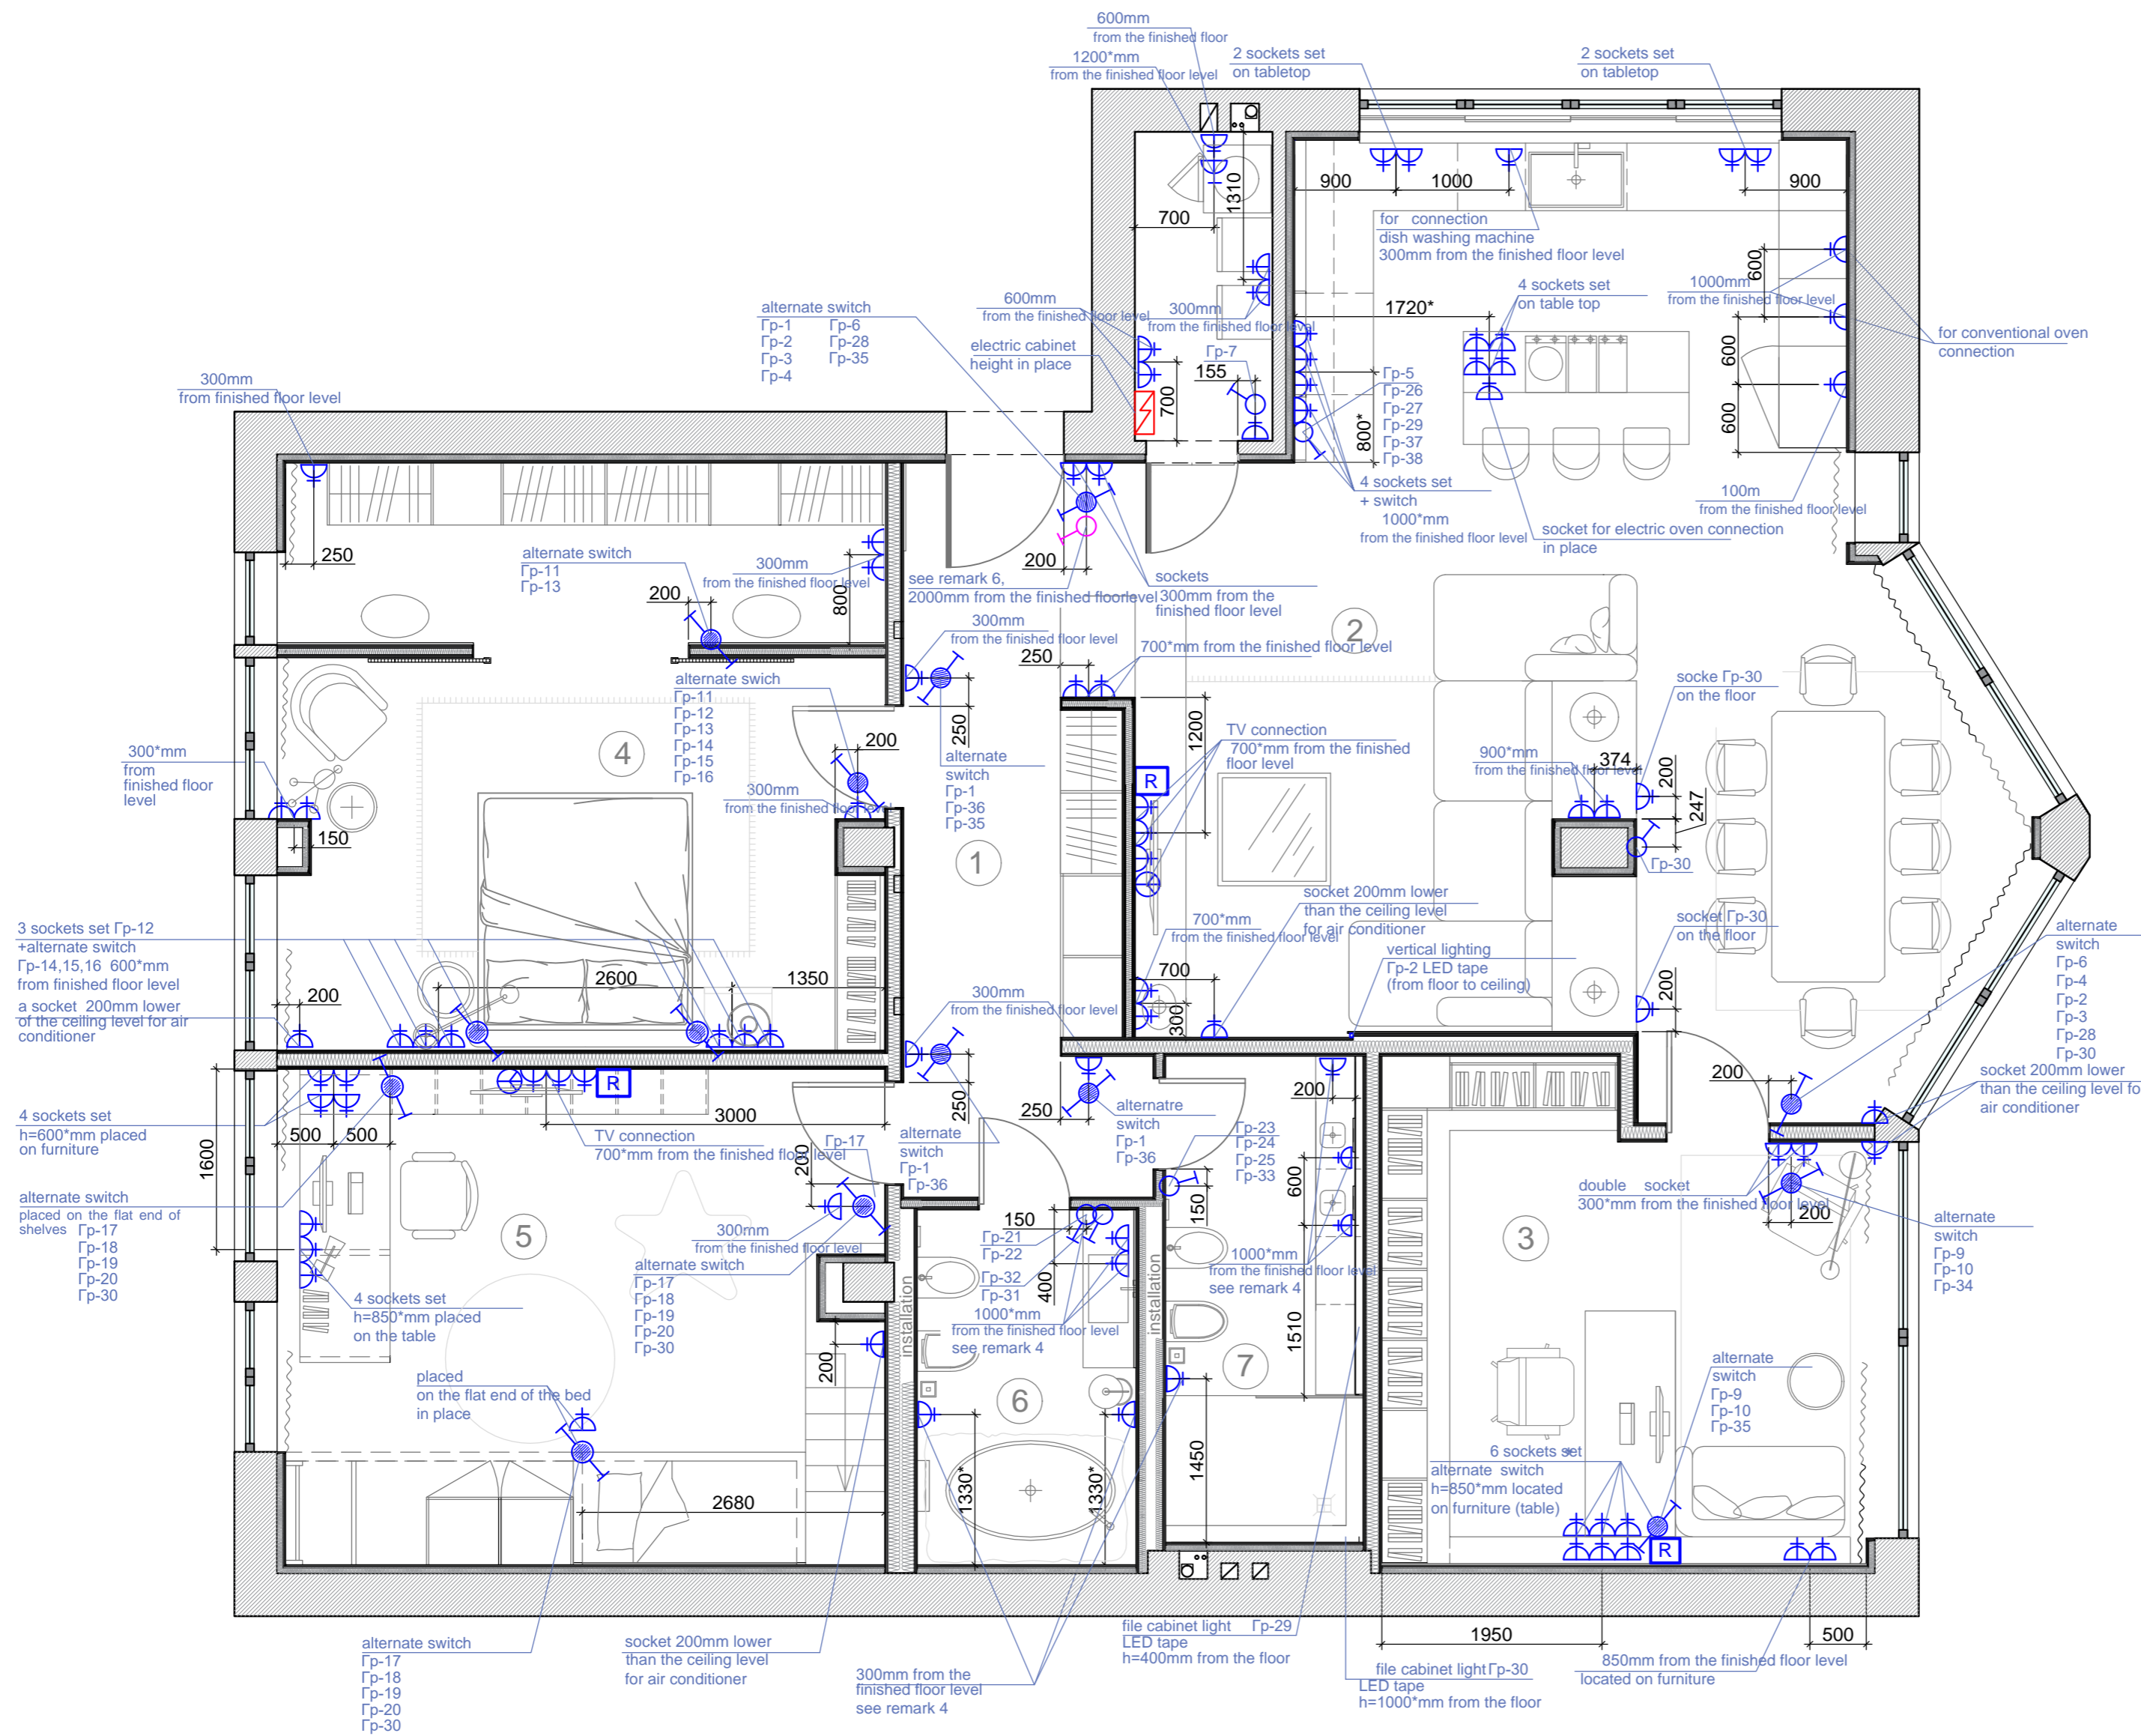 600mm
from the finished floor
1200*mm
from the finished floor level
2 sockets set
on tabletop
2 sockets set
on tabletop
900
1000
900
1310
700
for connection
dish washing machine
300mm from the finished floor level
600
1000mm
from the finished floor level
4 sockets set
on table top
1720*
for conventional oven
connection
600
600
alternate switch
Гр-1
Гр-2
Гр-3
Гр-4
Гр-6
Гр-28
Гр-35
600mm
from the finished floor level
300mm
from the finished floor level
electric cabinet
height in place
Гр-7
155
700
800*
Гр-5
Гр-26
Гр-27
Гр-29
Гр-37
Гр-38
4 sockets set
+ switch
1000*mm
from the finished floor level
100m
from the finished floor level
socket for electric oven connection
in place
300mm
from finished floor level
250
alternate switch
Гр-11
Гр-13
200
300mm
from the finished floor level
800
200
see remark 6,
2000mm from the finished floorlevel
sockets
300mm from the
finished floor level
2
300mm
from the finished floor level
250
700*mm from the finished floor level
alternate swich
Гр-11
Гр-12
Гр-13
Гр-14
Гр-15
Гр-16
200
250
socke Гр-30
on the floor
300*mm
from
finished floor
level
4
300mm
from the finished floor level
alternate
switch
Гр-1
Гр-36
Гр-35
1200
TV connection
700*mm from the finished
floor level
R
900*mm
from the finished floor level
374
200
247
150
1
Гр-30
socket 200mm lower
than the ceiling level
for air conditioner
700*mm
from the finished floor level
socket Гр-30
on the floor
3 sockets set Гр-12
+alternate switch
Гр-14,15,16 600*mm
from finished floor level
a socket 200mm lower
of the ceiling level for air
conditioner
200
2600
1350
vertical lighting
Гр-2 LED tape
(from floor to ceiling)
700
300
300mm
from the finished floor level
200
alternate
switch
Гр-6
Гр-4
Гр-2
Гр-3
Гр-28
Гр-30
socket 200mm lower
than the ceiling level fo
air conditioner
200
R
3000
250
250
200
4 sockets set
h=600*mm placed
on furniture
500
500
1600
TV connection
700*mm from the finished floor level
Гр-17
200
alternate
switch
Гр-1
Гр-36
alternatre
switch
Гр-1
Гр-36
Гр-23
Гр-24
Гр-25
Гр-33
600
150
alternate switch
placed on the flat end of
shelves Гр-17
Гр-18
Гр-19
Гр-20
Гр-30
5
300mm
from the finished floor level
alternate switch
Гр-17
Гр-18
Гр-19
Гр-20
Гр-30
150
Гр-21
Гр-22
Гр-32
Гр-31
400
1000*mm
from the finished floor level
see remark 4
installation
installation
1000*mm
from the finished floor level
see remark 4
double socket
300*mm from the finished floor level
200
3
alternate
switch
Гр-9
Гр-10
Гр-34
4 sockets set
h=850*mm placed
on the table
1510
200
placed
on the flat end of the bed
in place
6
7
alternate
switch
Гр-9
Гр-10
Гр-35
1330*
1330*
1450
6 sockets set
alternate switch
h=850*mm located
on furniture (table)
2680
R
alternate switch
Гр-17
Гр-18
Гр-19
Гр-20
Гр-30
socket 200mm lower
than the ceiling level
for air conditioner
300mm from the
finished floor level
see remark 4
file cabinet light Гр-29
LED tape
h=400mm from the floor
file cabinet light Гр-30
LED tape
h=1000*mm from the floor
1950
500
850mm from the finished floor level
located on furniture